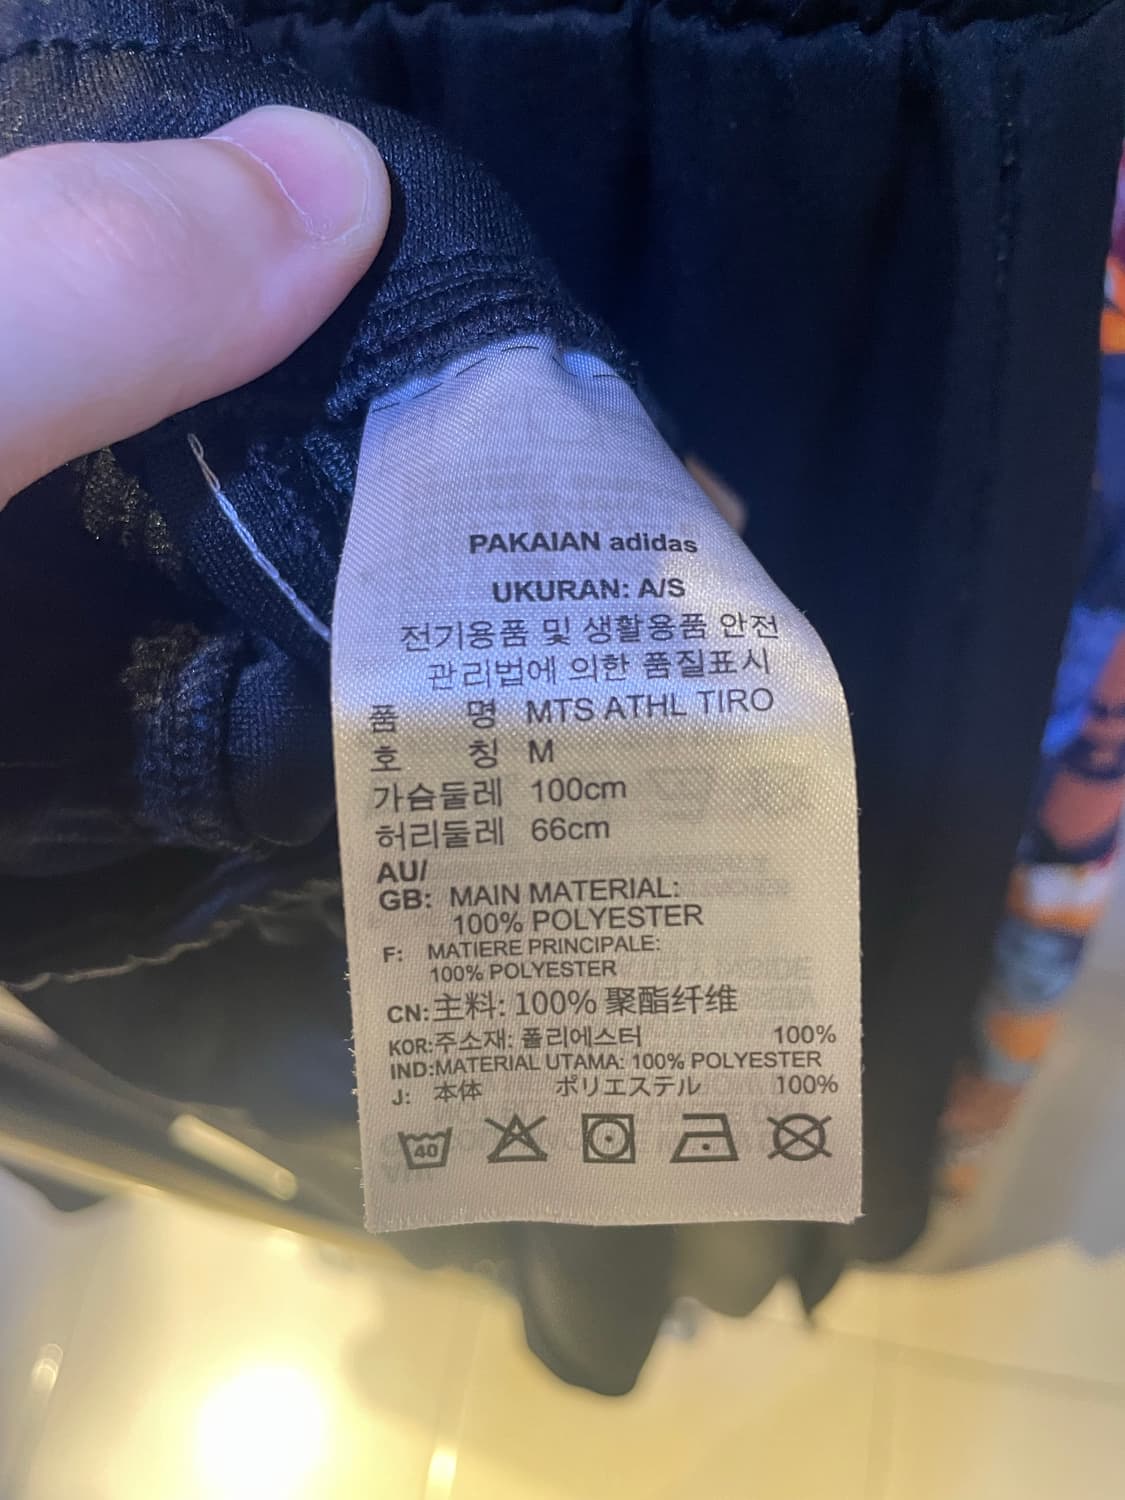 PAKAIAN adidas
UKURAN: A/S
전기용품 및 생활용품 안전
관리법에 의한 품질표시
품 명 MTS ATHL TIRO
호 칭 M
가슴둘레 100cm
허리둘레 66cm
AU/
GB: MAIN MATERIAL:
100% POLYESTER
F: MATIERE PRINCIPALE:
100% POLYESTER
CN: 主料: 100% 聚酯纤维
KOR:주소재: 폴리에스터 100%
IND:MATERIAL UTAMA: 100% POLYESTER
J: 本体 ポリエステル 100%
40